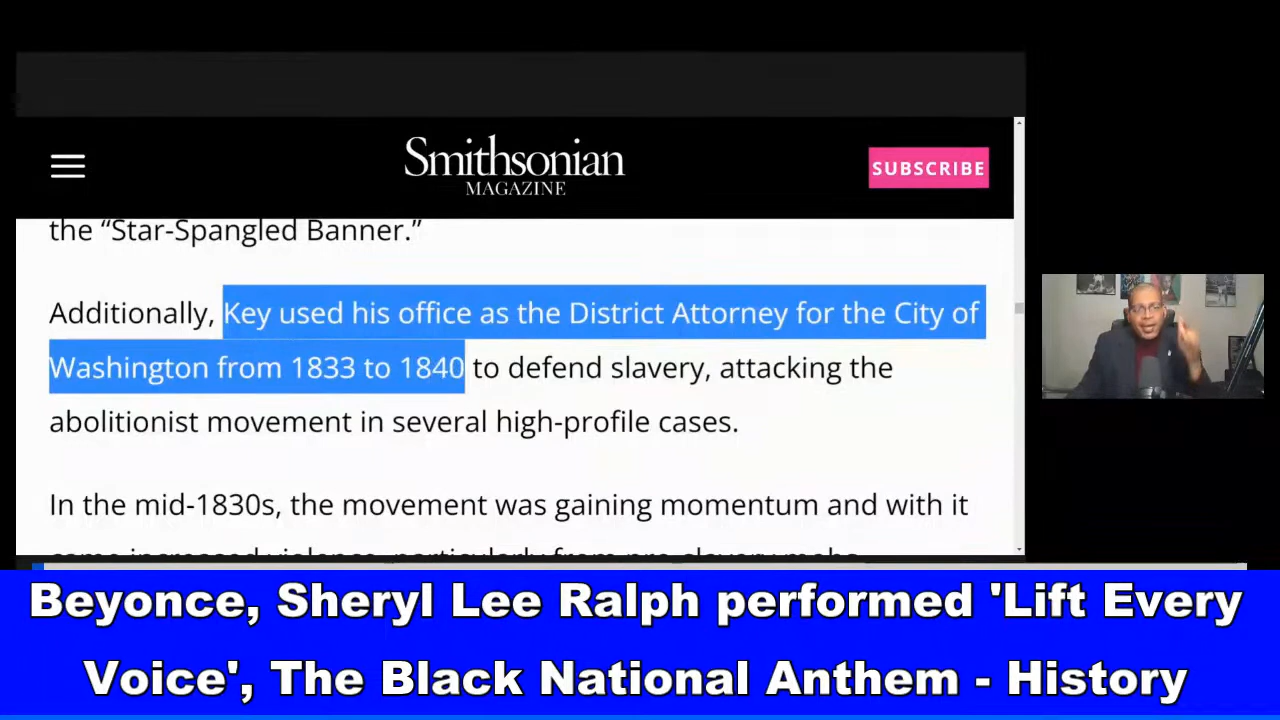 Smithsonian
MAGAZINE
SUBSCRIBE
the “Star-Spangled Banner.”
Additionally, Key used his office as the District Attorney for the City of
Washington from 1833 to 1840 to defend slavery, attacking the
abolitionist movement in several high-profile cases.
In the mid-1830s, the movement was gaining momentum and with it
Beyonce, Sheryl Lee Ralph performed 'Lift Every
Voice', The Black National Anthem - History